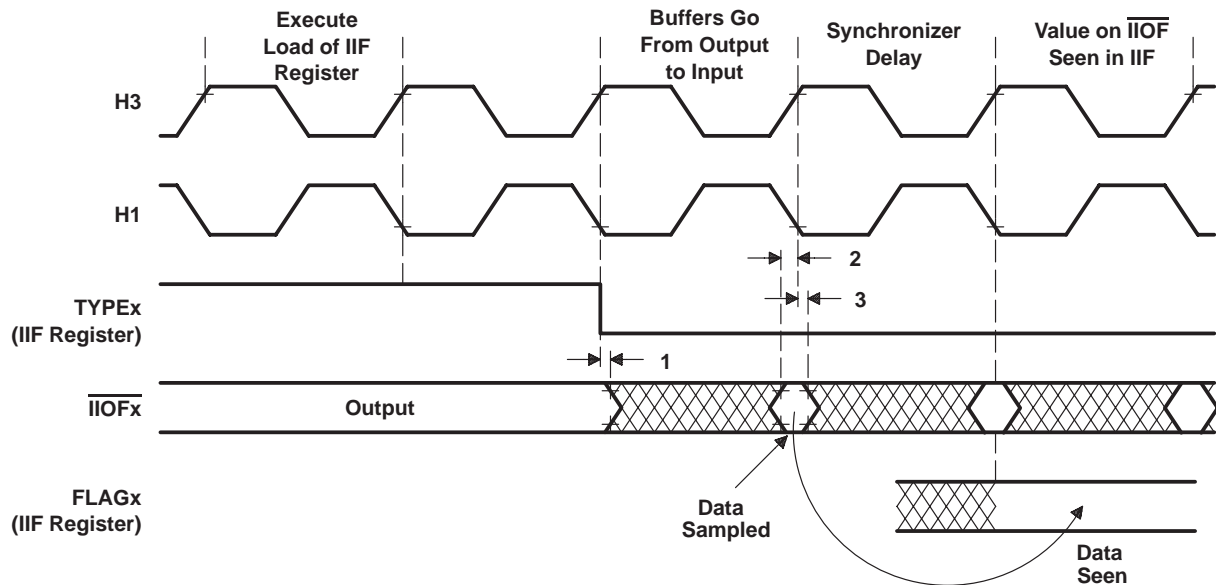 Execute
Load of IIF
Register
Buffers Go
From Output
to Input
Synchronizer
Delay
Value on IIOF
Seen in IIF
H3
H1
2
3
TYPEx
(IIF Register)
1
IIOFx
Output
FLAGx
(IIF Register)
Data
Sampled
Data
Seen